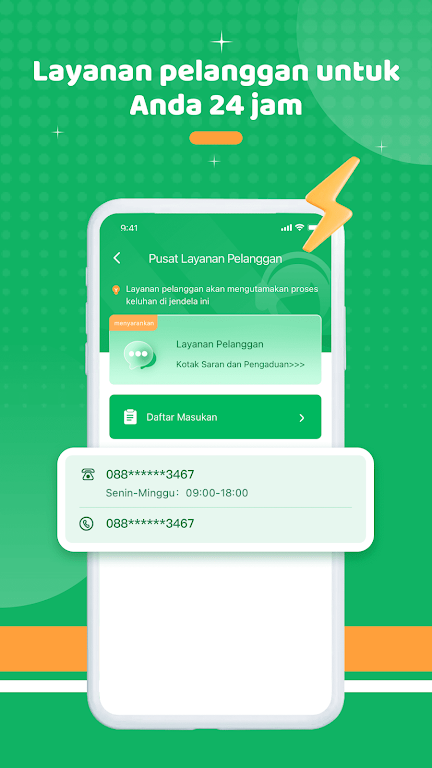 Layanan pelanggan untuk
Anda 24 jam
9:41
Pusat Layanan Pelanggan
Layanan pelanggan akan mengutamakan proses
keluhan di jendela ini
menyarankan
Layanan Pelanggan
Kotak Saran dan Pengaduan>>>
Daftar Masukan
088******3467
Senin-Minggu: 09:00-18:00
088******3467